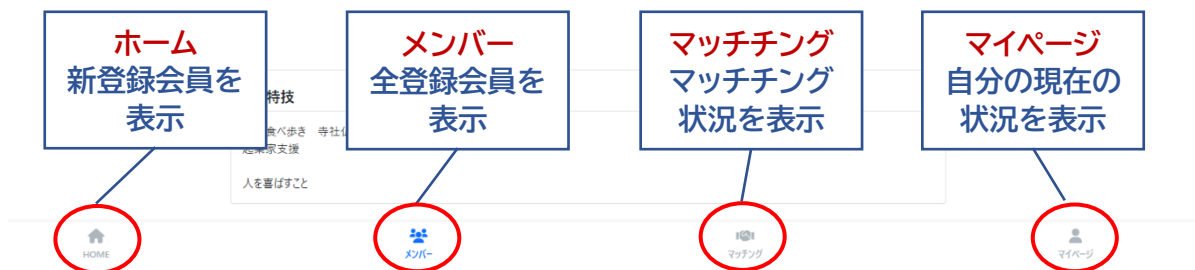 ホーム
新登録会員を
表示
メンバー
全登録会員を
表示
マッチチング
マッチチング
状況を表示
マイページ
自分の現在の
状況を表示
特技
食べ歩き 寺社
起業家支援
人を喜ばすこと
HOME
メンバー
マッチング
マイページ